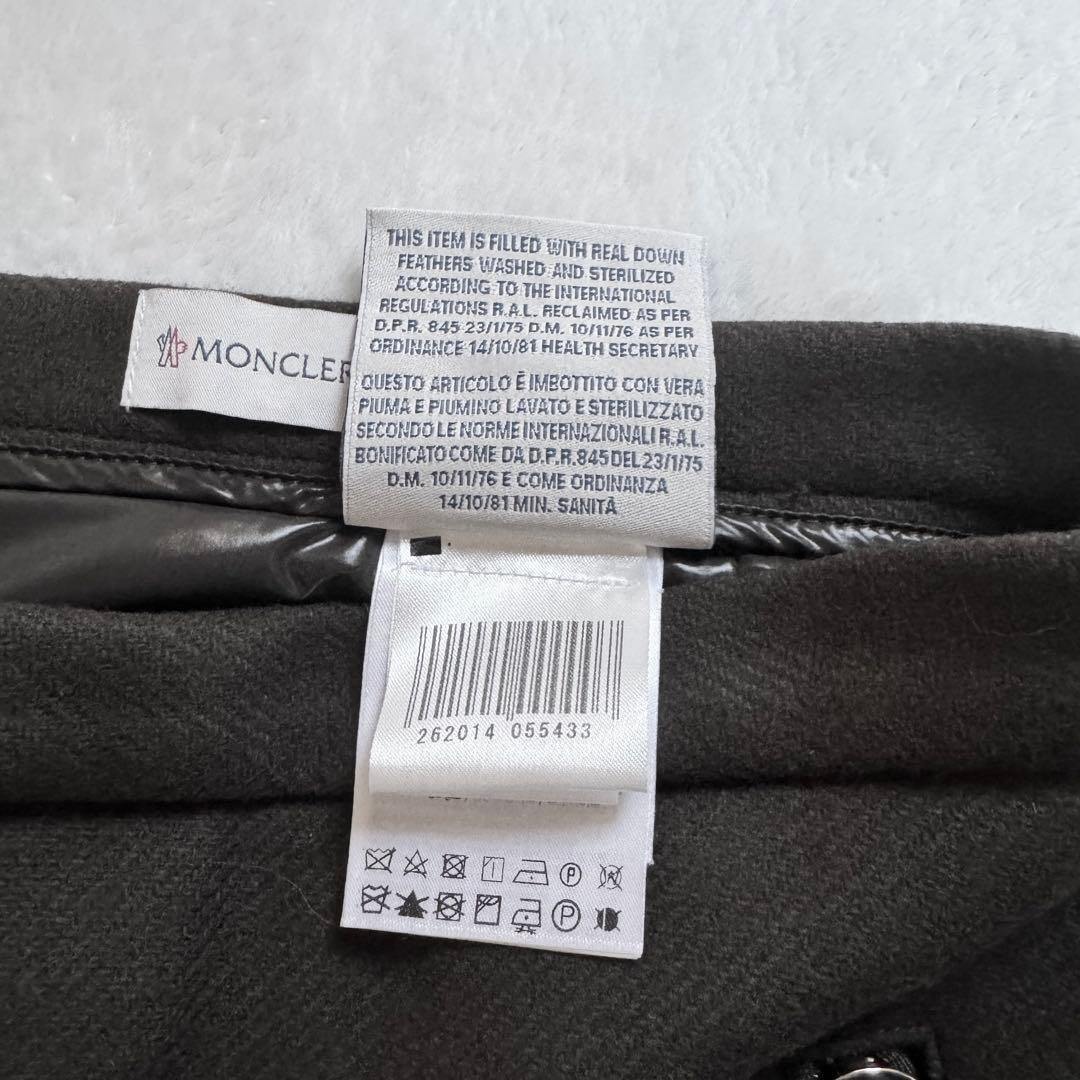 THIS ITEM IS FILLED WITH REAL DOWN
FEATHERS WASHED AND STERILIZED
ACCORDING TO THE INTERNATIONAL
REGULATIONS R.A.L. RECLAIMED AS PER
D.P.R. 845 23/1/75 D.M. 10/11/76 AS PER
ORDINANCE 14/10/81 HEALTH SECRETARY
QUESTO ARTICOLO È IMBOTTITO CON VERA
PIUMA E PIUMINO LAVATO E STERILIZZATO
SECONDO LE NORME INTERNAZIONALI R.A.L.
BONIFICATO COME DA D.P.R.845 DEL 23/1/75
D.M. 10/11/76 E COME ORDINANZA
14/10/81 MIN. SANITÀ
MONCLER
262014 055433